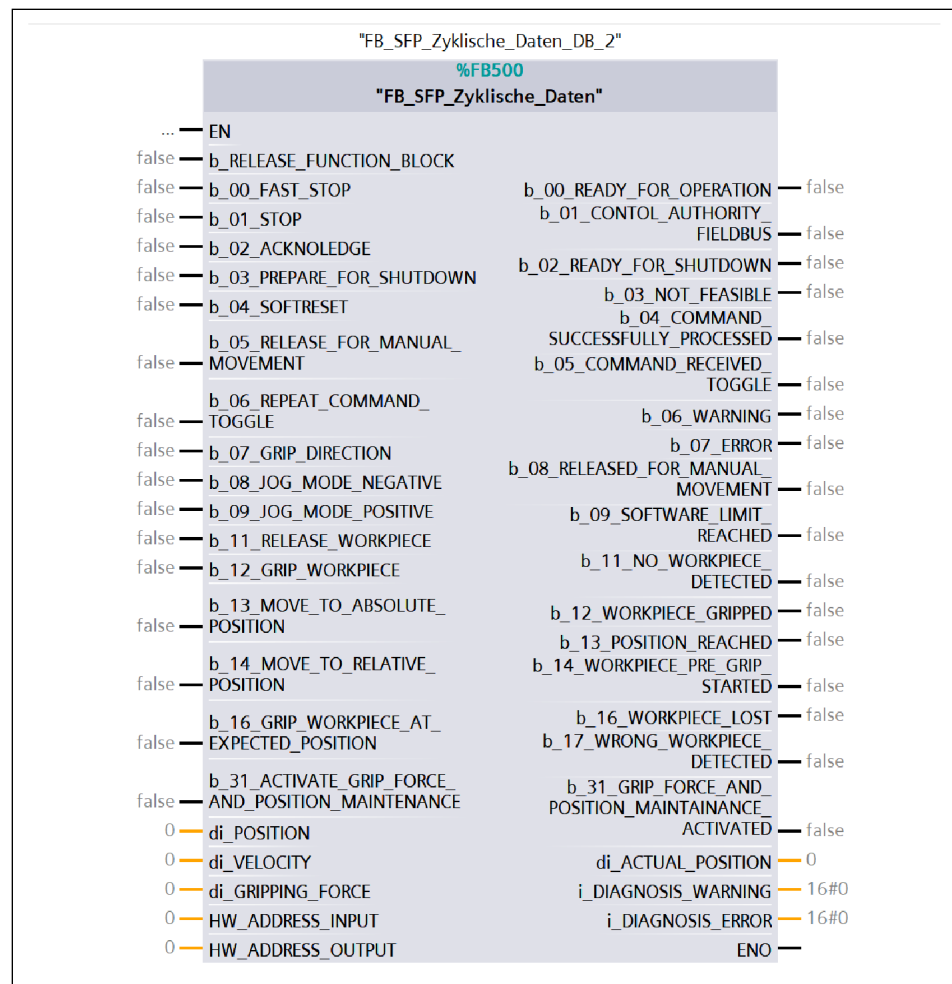 "FB_SFP_Zyklische_Daten_DB_2"
%FB500
"FB_SFP_Zyklische_Daten"
... EN
false b_RELEASE_FUNCTION_BLOCK
false b_00_FAST_STOP
false b_01_STOP
false b_02_ACKNOLEDGE
false b_03_PREPARE_FOR_SHUTDOWN
false b_04_SOFTRESET
b_05_RELEASE_FOR_MANUAL_
false MOVEMENT
b_06_REPEAT_COMMAND_
false TOGGLE
false b_07_GRIP_DIRECTION
false b_08_JOG_MODE_NEGATIVE
false b_09_JOG_MODE_POSITIVE
false b_11_RELEASE_WORKPIECE
false b_12_GRIP_WORKPIECE
b_13_MOVE_TO_ABSOLUTE_
false POSITION
b_14_MOVE_TO_RELATIVE_
false POSITION
b_16_GRIP_WORKPIECE_AT_
false EXPECTED_POSITION
b_31_ACTIVATE_GRIP_FORCE_
false AND_POSITION_MAINTENANCE
0 di_POSITION
0 di_VELOCITY
0 di_GRIPPING_FORCE
0 HW_ADDRESS_INPUT
0 HW_ADDRESS_OUTPUT
b_00_READY_FOR_OPERATION false
b_01_CONTOL_AUTHORITY_
FIELDBUS false
b_02_READY_FOR_SHUTDOWN false
b_03_NOT_FEASIBLE false
b_04_COMMAND_
SUCCESSFULLY_PROCESSED false
b_05_COMMAND_RECEIVED_
TOGGLE false
b_06_WARNING false
b_07_ERROR false
b_08_RELEASED_FOR_MANUAL_
MOVEMENT false
b_09_SOFTWARE_LIMIT_
REACHED false
b_11_NO_WORKPIECE_
DETECTED false
b_12_WORKPIECE_GRIPPED false
b_13_POSITION_REACHED false
b_14_WORKPIECE_PRE_GRIP_
STARTED false
b_16_WORKPIECE_LOST false
b_17_WRONG_WORKPIECE_
DETECTED false
b_31_GRIP_FORCE_AND_
POSITION_MAINTAINANCE_
ACTIVATED false
di_ACTUAL_POSITION 0
i_DIAGNOSIS_WARNING 16#0
i_DIAGNOSIS_ERROR 16#0
ENO